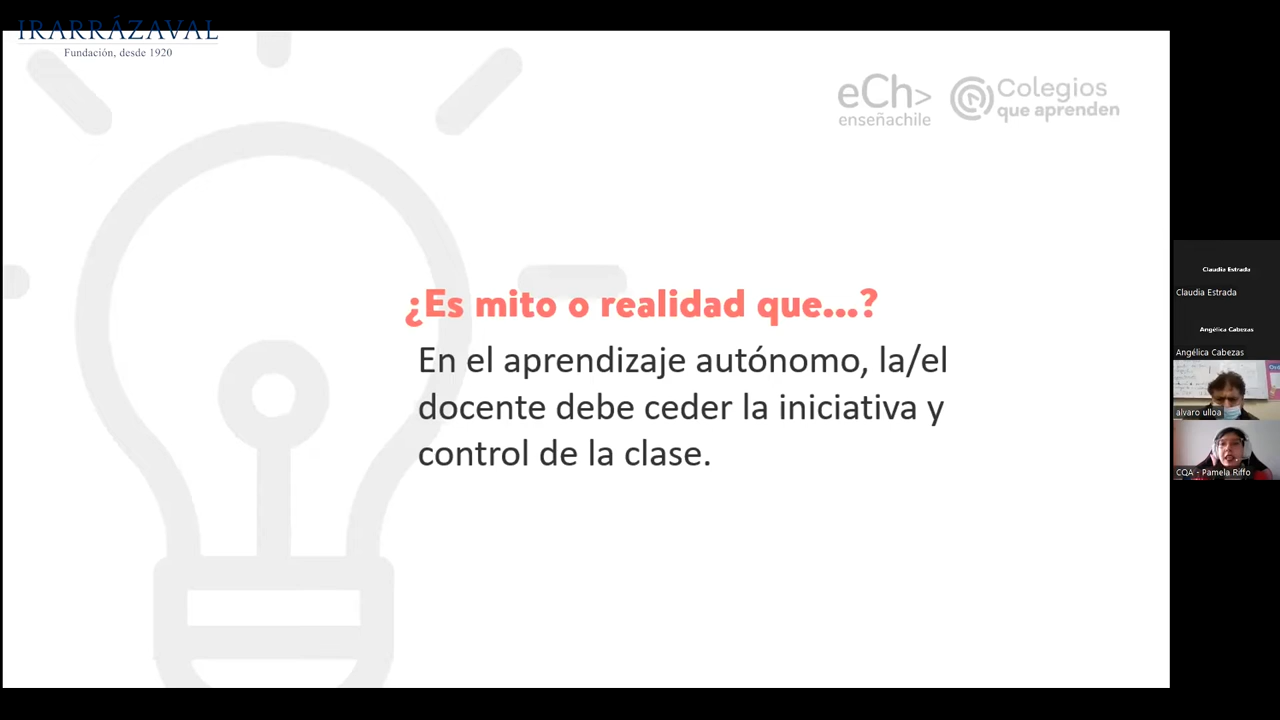 IRARRÁZAVAL
Fundación, desde 1920
eCh>
enseñachile
Colegios
que aprenden
¿Es mito o realidad que...?
En el aprendizaje autónomo, la/el
docente debe ceder la iniciativa y
control de la clase.
Claudia Estrada
Claudia Estrada
Angélica Cabezas
Angélica Cabezas
alvaro ulloa
CQA - Pamela Riffo